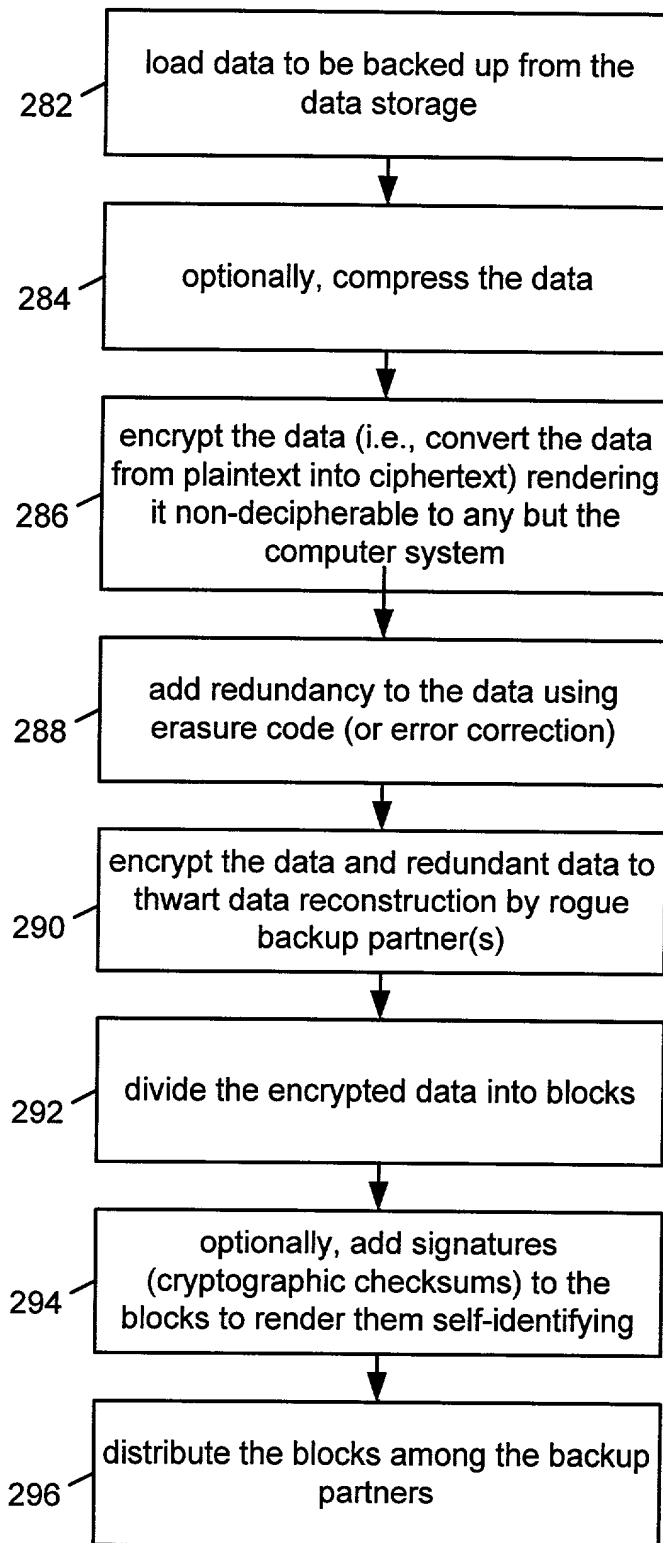 load data to be backed up from the
data storage
282
optionally, compress the data
284
encrypt the data (i.e., convert the data
from plaintext into ciphertext) rendering
it non-decipherable to any but the
computer system
286
add redundancy to the data using
erasure code (or error correction)
288
encrypt the data and redundant data to
thwart data reconstruction by rogue
backup partner(s)
290
divide the encrypted data into blocks
292
optionally, add signatures
(cryptographic checksums) to the
blocks to render them self-identifying
294
distribute the blocks among the backup
partners
296